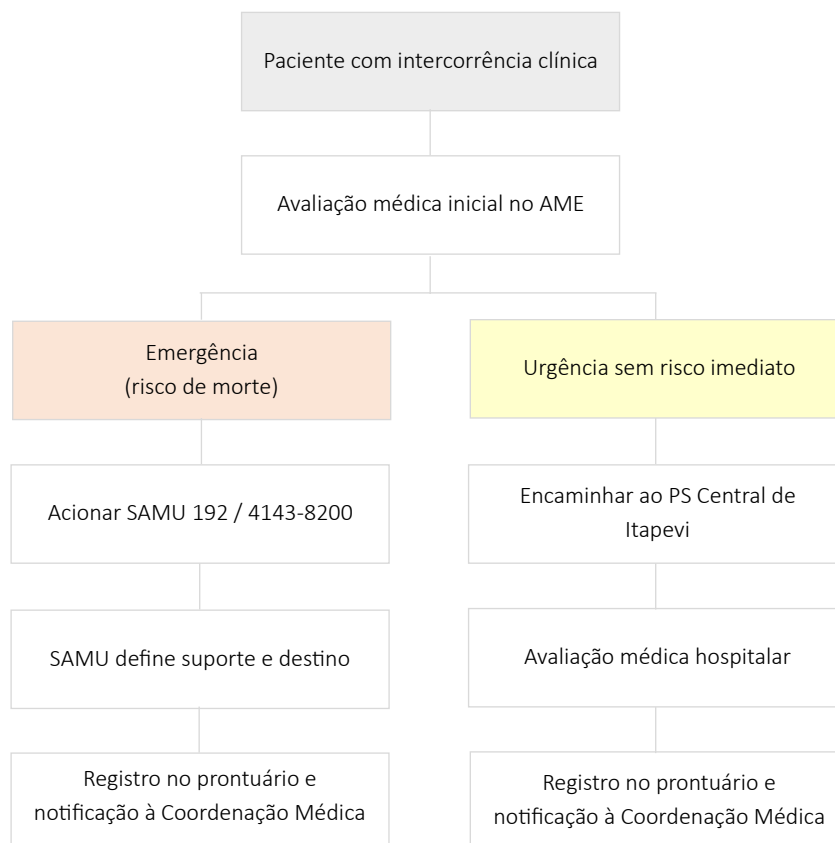 Paciente com intercorrência clínica
Avaliação médica inicial no AME
Emergência
(risco de morte)
Urgência sem risco imediato
Acionar SAMU 192 / 4143-8200
Encaminhar ao PS Central de
Itapevi
SAMU define suporte e destino
Avaliação médica hospitalar
Registro no prontuário e
notificação à Coordenação Médica
Registro no prontuário e
notificação à Coordenação Médica